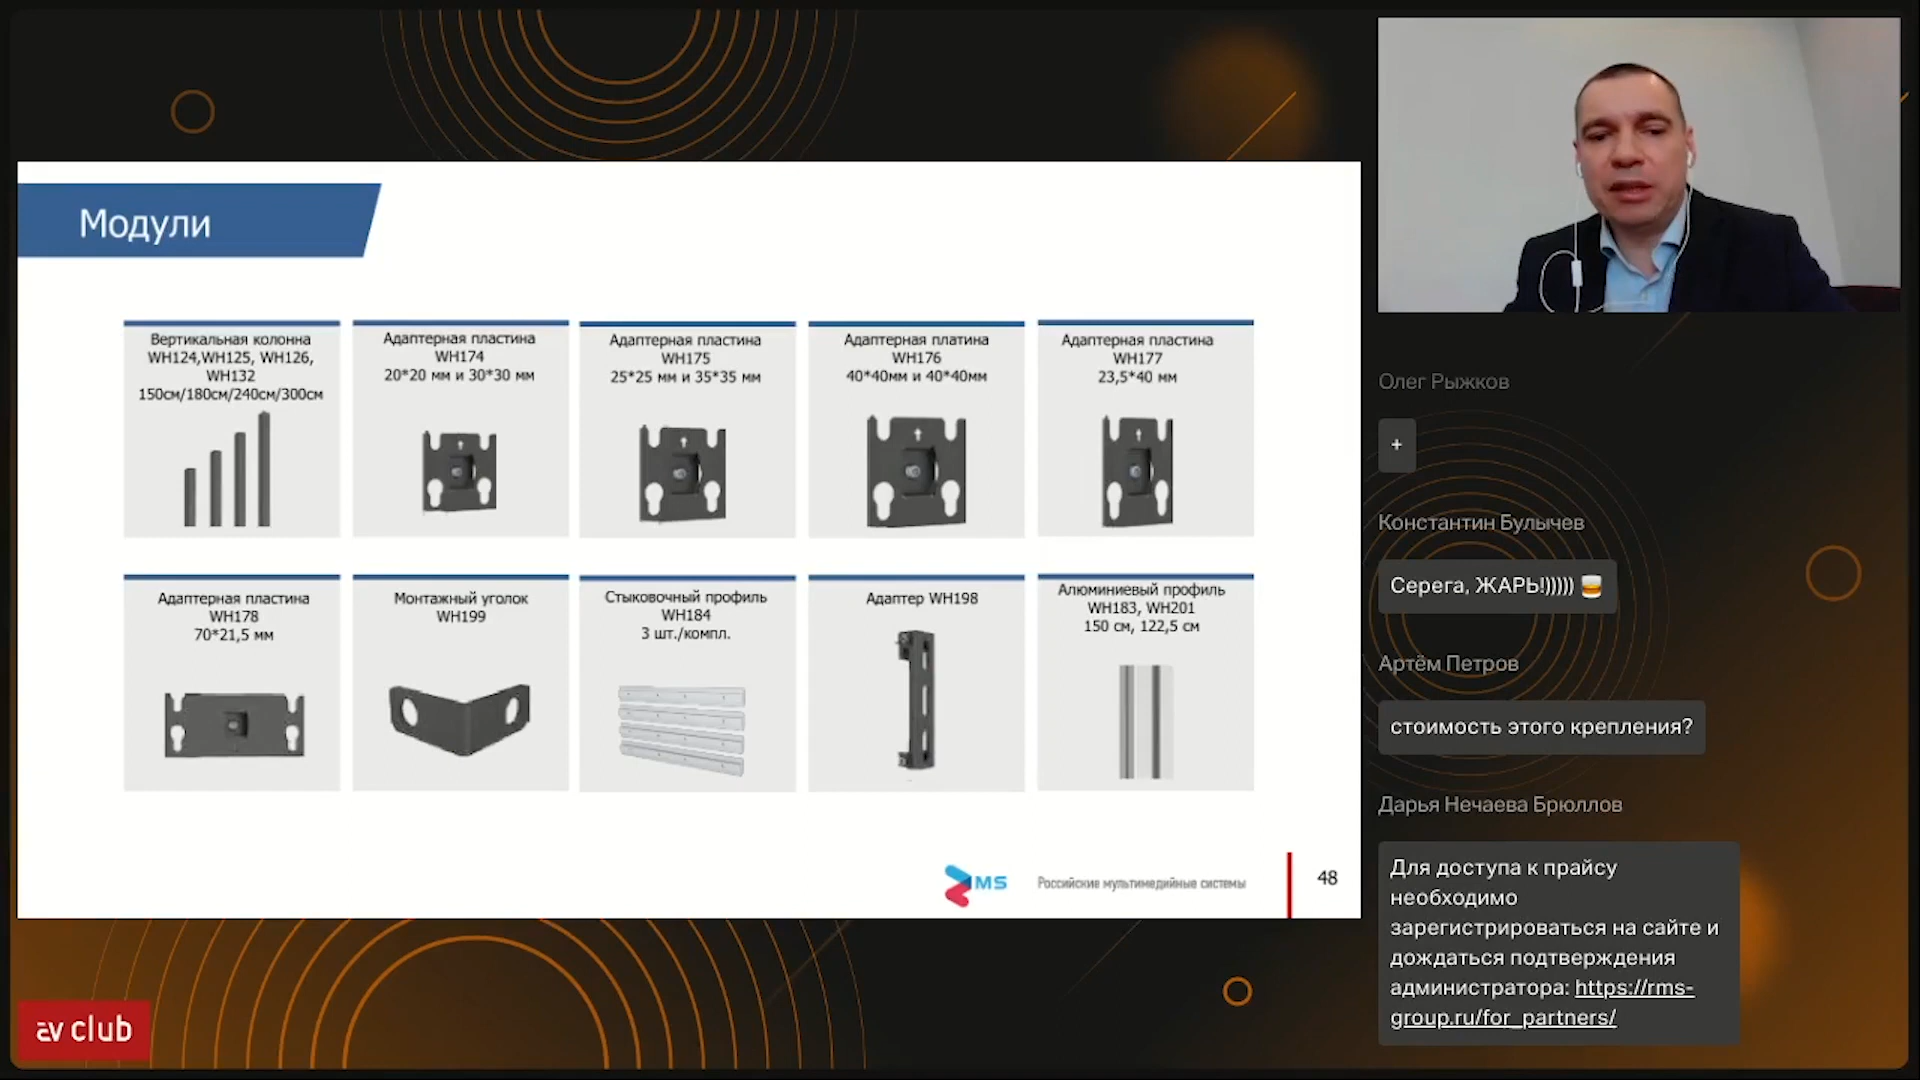 Модули
Вертикальная колонна
WH124,WH125, WH126,
WH132
150см/180см/240см/300см
Адаптерная пластина
WH174
20*20 мм и 30*30 мм
Адаптерная пластина
WH175
25*25 мм и 35*35 мм
Адаптерная платина
WH176
40*40мм и 40*40мм
Адаптерная пластина
WH177
23,5*40 мм
Адаптерная пластина
WH178
70*21,5 мм
Монтажный уголок
WH199
Стыковочный профиль
WH184
3 шт./компл.
Адаптер WH198
Алюминиевый профиль
WH183, WH201
150 см, 122,5 см
MS
Российские мультимедийные системы
48
av club
Олег Рыжков
+
Константин Булычев
Серега, ЖАРЬ!))))) 🥃
Артём Петров
стоимость этого крепления?
Дарья Нечаева Брюллов
Для доступа к прайсу
необходимо
зарегистрироваться на сайте и
дождаться подтверждения
администратора: https://rms-
group.ru/for_partners/